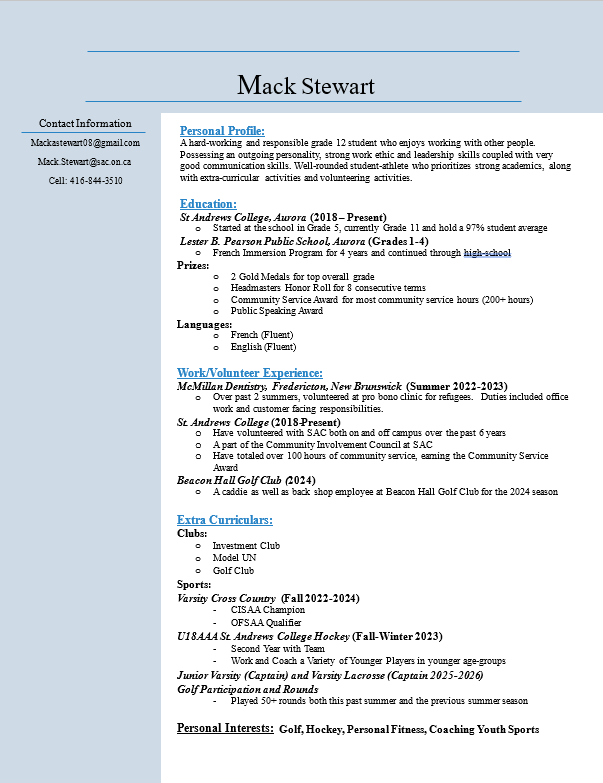 Mack Stewart
Contact Information
Mackastewart08@gmail.com
Mack.Stewart@sac.on.ca
Cell: 416-844-3510
Personal Profile:
A hard-working and responsible grade 12 student who enjoys working with other people.
Possessing an outgoing personality, strong work ethic and leadership skills coupled with very
good communication skills. Well-rounded student-athlete who prioritizes strong academics, along
with extra-curricular activities and volunteering activities.
Education:
St Andrews College, Aurora (2018 – Present)
o Started at the school in Grade 5, currently Grade 11 and hold a 97% student average
Lester B. Pearson Public School, Aurora (Grades 1-4)
o French Immersion Program for 4 years and continued through high-school
Prizes:
o 2 Gold Medals for top overall grade
o Headmasters Honor Roll for 8 consecutive terms
o Community Service Award for most community service hours (200+ hours)
o Public Speaking Award
Languages:
o French (Fluent)
o English (Fluent)
Work/Volunteer Experience:
McMillan Dentistry, Fredericton, New Brunswick (Summer 2022-2023)
o Over past 2 summers, volunteered at pro bono clinic for refugees. Duties included office
work and customer facing responsibilities.
St. Andrews College (2018-Present)
o Have volunteered with SAC both on and off campus over the past 6 years
o A part of the Community Involvement Council at SAC
o Have totaled over 100 hours of community service, earning the Community Service
Award
Beacon Hall Golf Club (2024)
o A caddie as well as back shop employee at Beacon Hall Golf Club for the 2024 season
Extra Curriculars:
Clubs:
o Investment Club
o Model UN
o Golf Club
Sports:
Varsity Cross Country (Fall 2022-2024)
- CISAA Champion
- OFSAA Qualifier
U18AAA St. Andrews College Hockey (Fall-Winter 2023)
- Second Year with Team
- Work and Coach a Variety of Younger Players in younger age-groups
Junior Varsity (Captain) and Varsity Lacrosse (Captain 2025-2026)
Golf Participation and Rounds
- Played 50+ rounds both this past summer and the previous summer season
Personal Interests: Golf, Hockey, Personal Fitness, Coaching Youth Sports